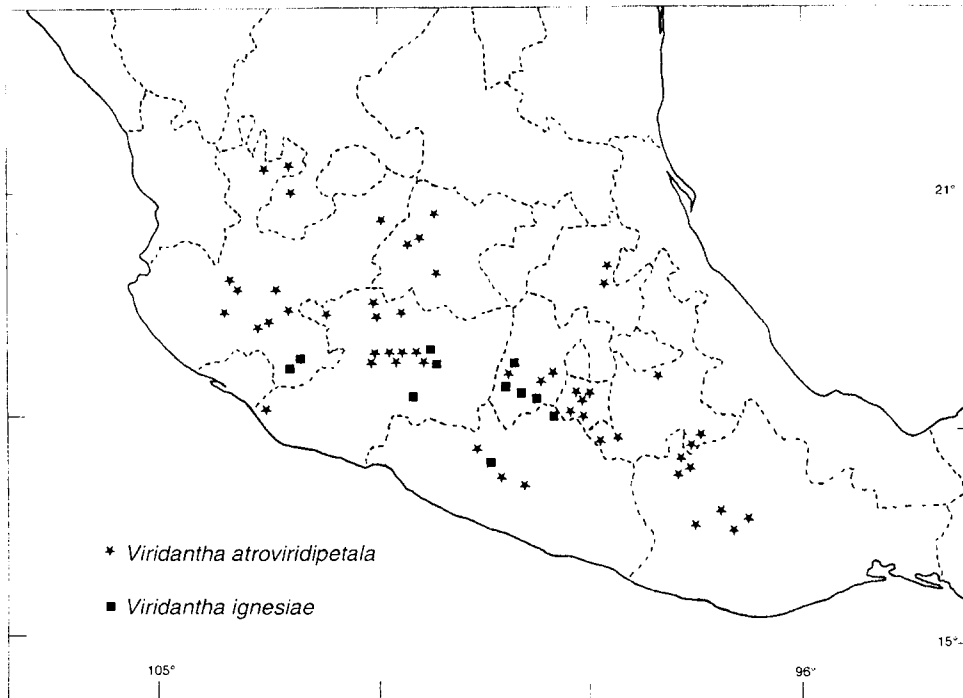 21°
★ Viridantha atroviridipetala
■ Viridantha ignesiae
15°
105°
96°